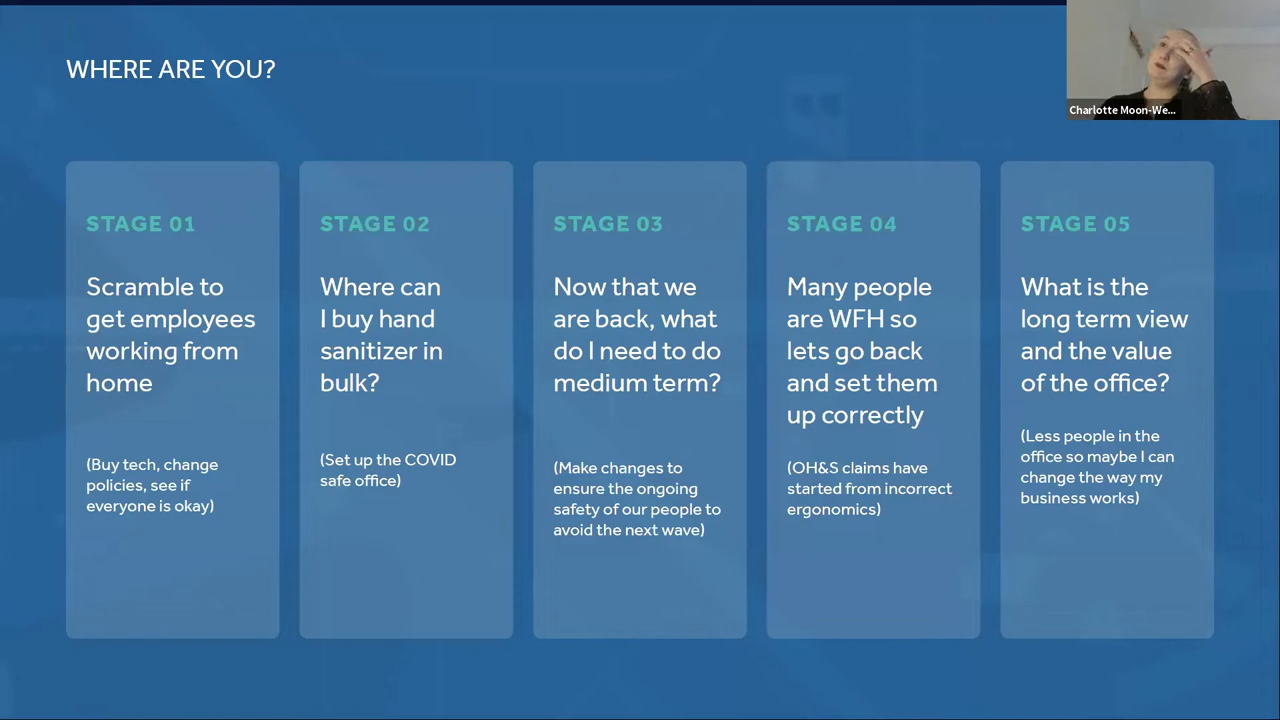 WHERE ARE YOU?
Charlotte Moon-We...
STAGE 01
Scramble to
get employees
working from
home
(Buy tech, change
policies, see if
everyone is okay)
STAGE 02
Where can
I buy hand
sanitizer in
bulk?
(Set up the COVID
safe office)
STAGE 03
Now that we
are back, what
do I need to do
medium term?
(Make changes to
ensure the ongoing
safety of our people to
avoid the next wave)
STAGE 04
Many people
are WFH so
lets go back
and set them
up correctly
(OH&S claims have
started from incorrect
ergonomics)
STAGE 05
What is the
long term view
and the value
of the office?
(Less people in the
office so maybe I can
change the way my
business works)